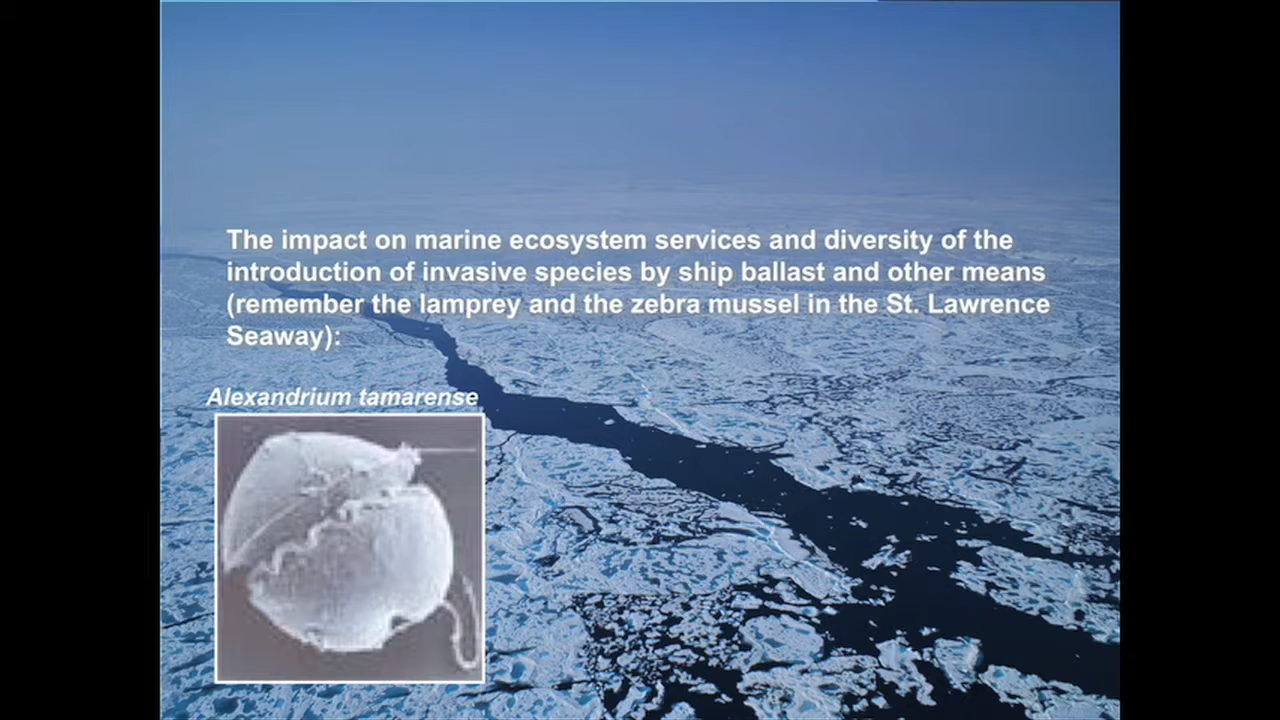 The impact on marine ecosystem services and diversity of the
introduction of invasive species by ship ballast and other means
(remember the lamprey and the zebra mussel in the St. Lawrence
Seaway):
Alexandrium tamarense